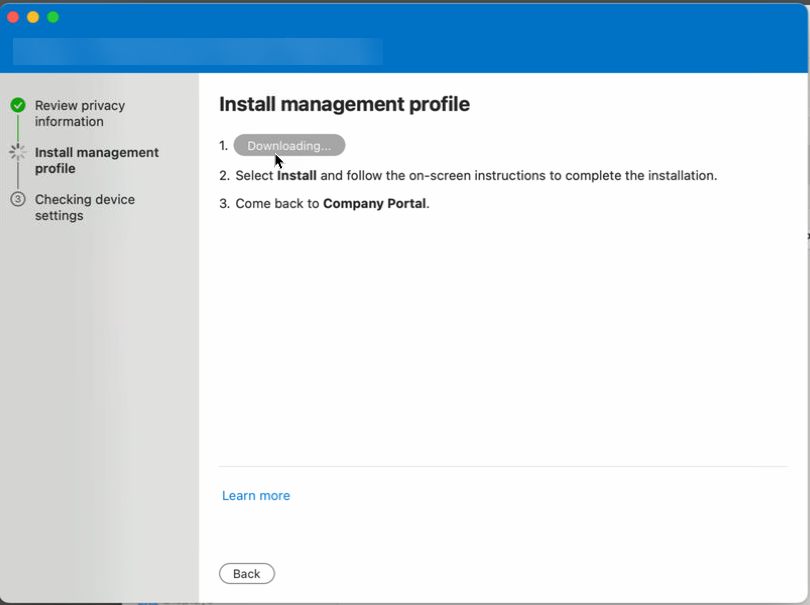 Review privacy
information
Install management
profile
3
Checking device
settings
Install management profile
1. Downloading...
2. Select Install and follow the on-screen instructions to complete the installation.
3. Come back to Company Portal.
Learn more
Back